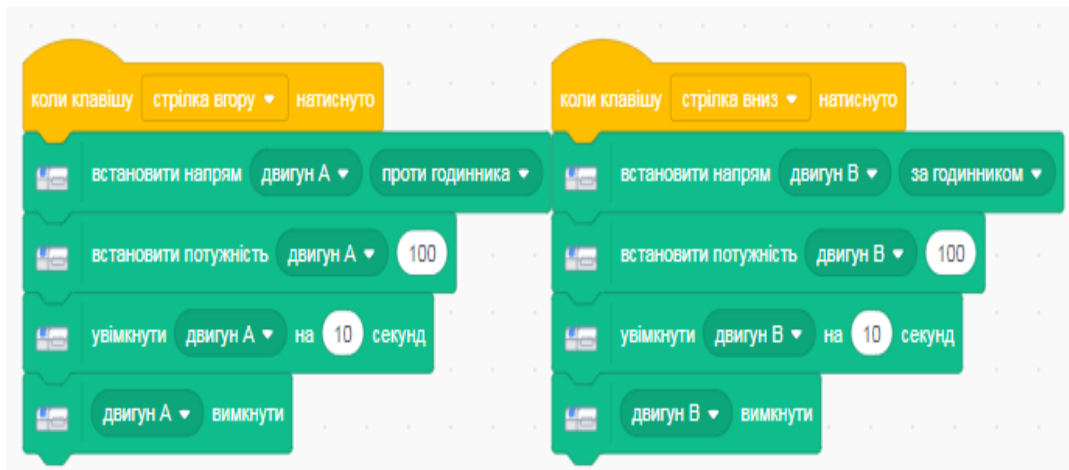 коли клавішу стрілка вгору натиснуто
встановити напрям двигун А проти годинника
встановити потужність двигун А 100
увімкнути двигун А на 10 секунд
двигун А вимкнути
коли клавішу стрілка вниз натиснуто
встановити напрям двигун В за годинником
встановити потужність двигун В 100
увімкнути двигун В на 10 секунд
двигун В вимкнути